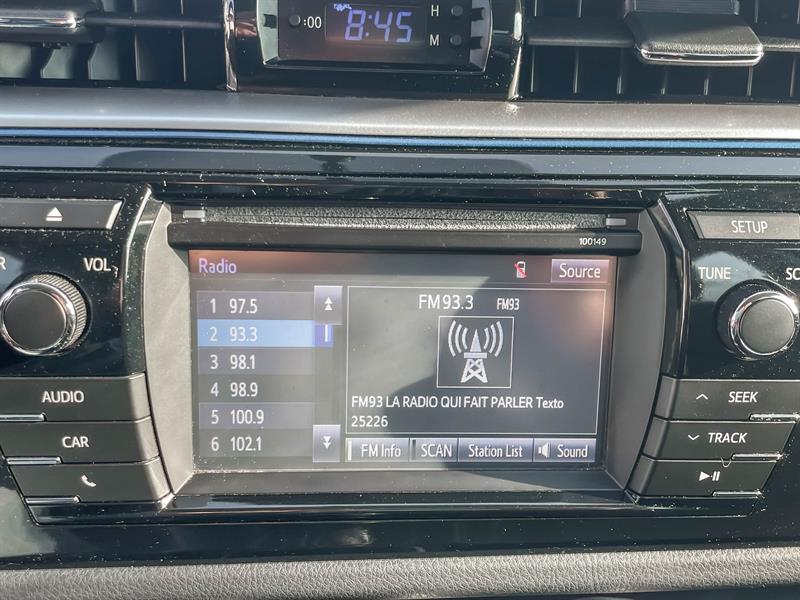 :00
8:45
H
M
100149
VOL
SETUP
TUNE
Radio
Source
1 97.5
2 93.3
3 98.1
4 98.9
5 100.9
6 102.1
FM93.3 FM93
FM93 LA RADIO QUI FAIT PARLER Texto
25226
FM Info
SCAN
Station List
Sound
AUDIO
CAR
SEEK
TRACK